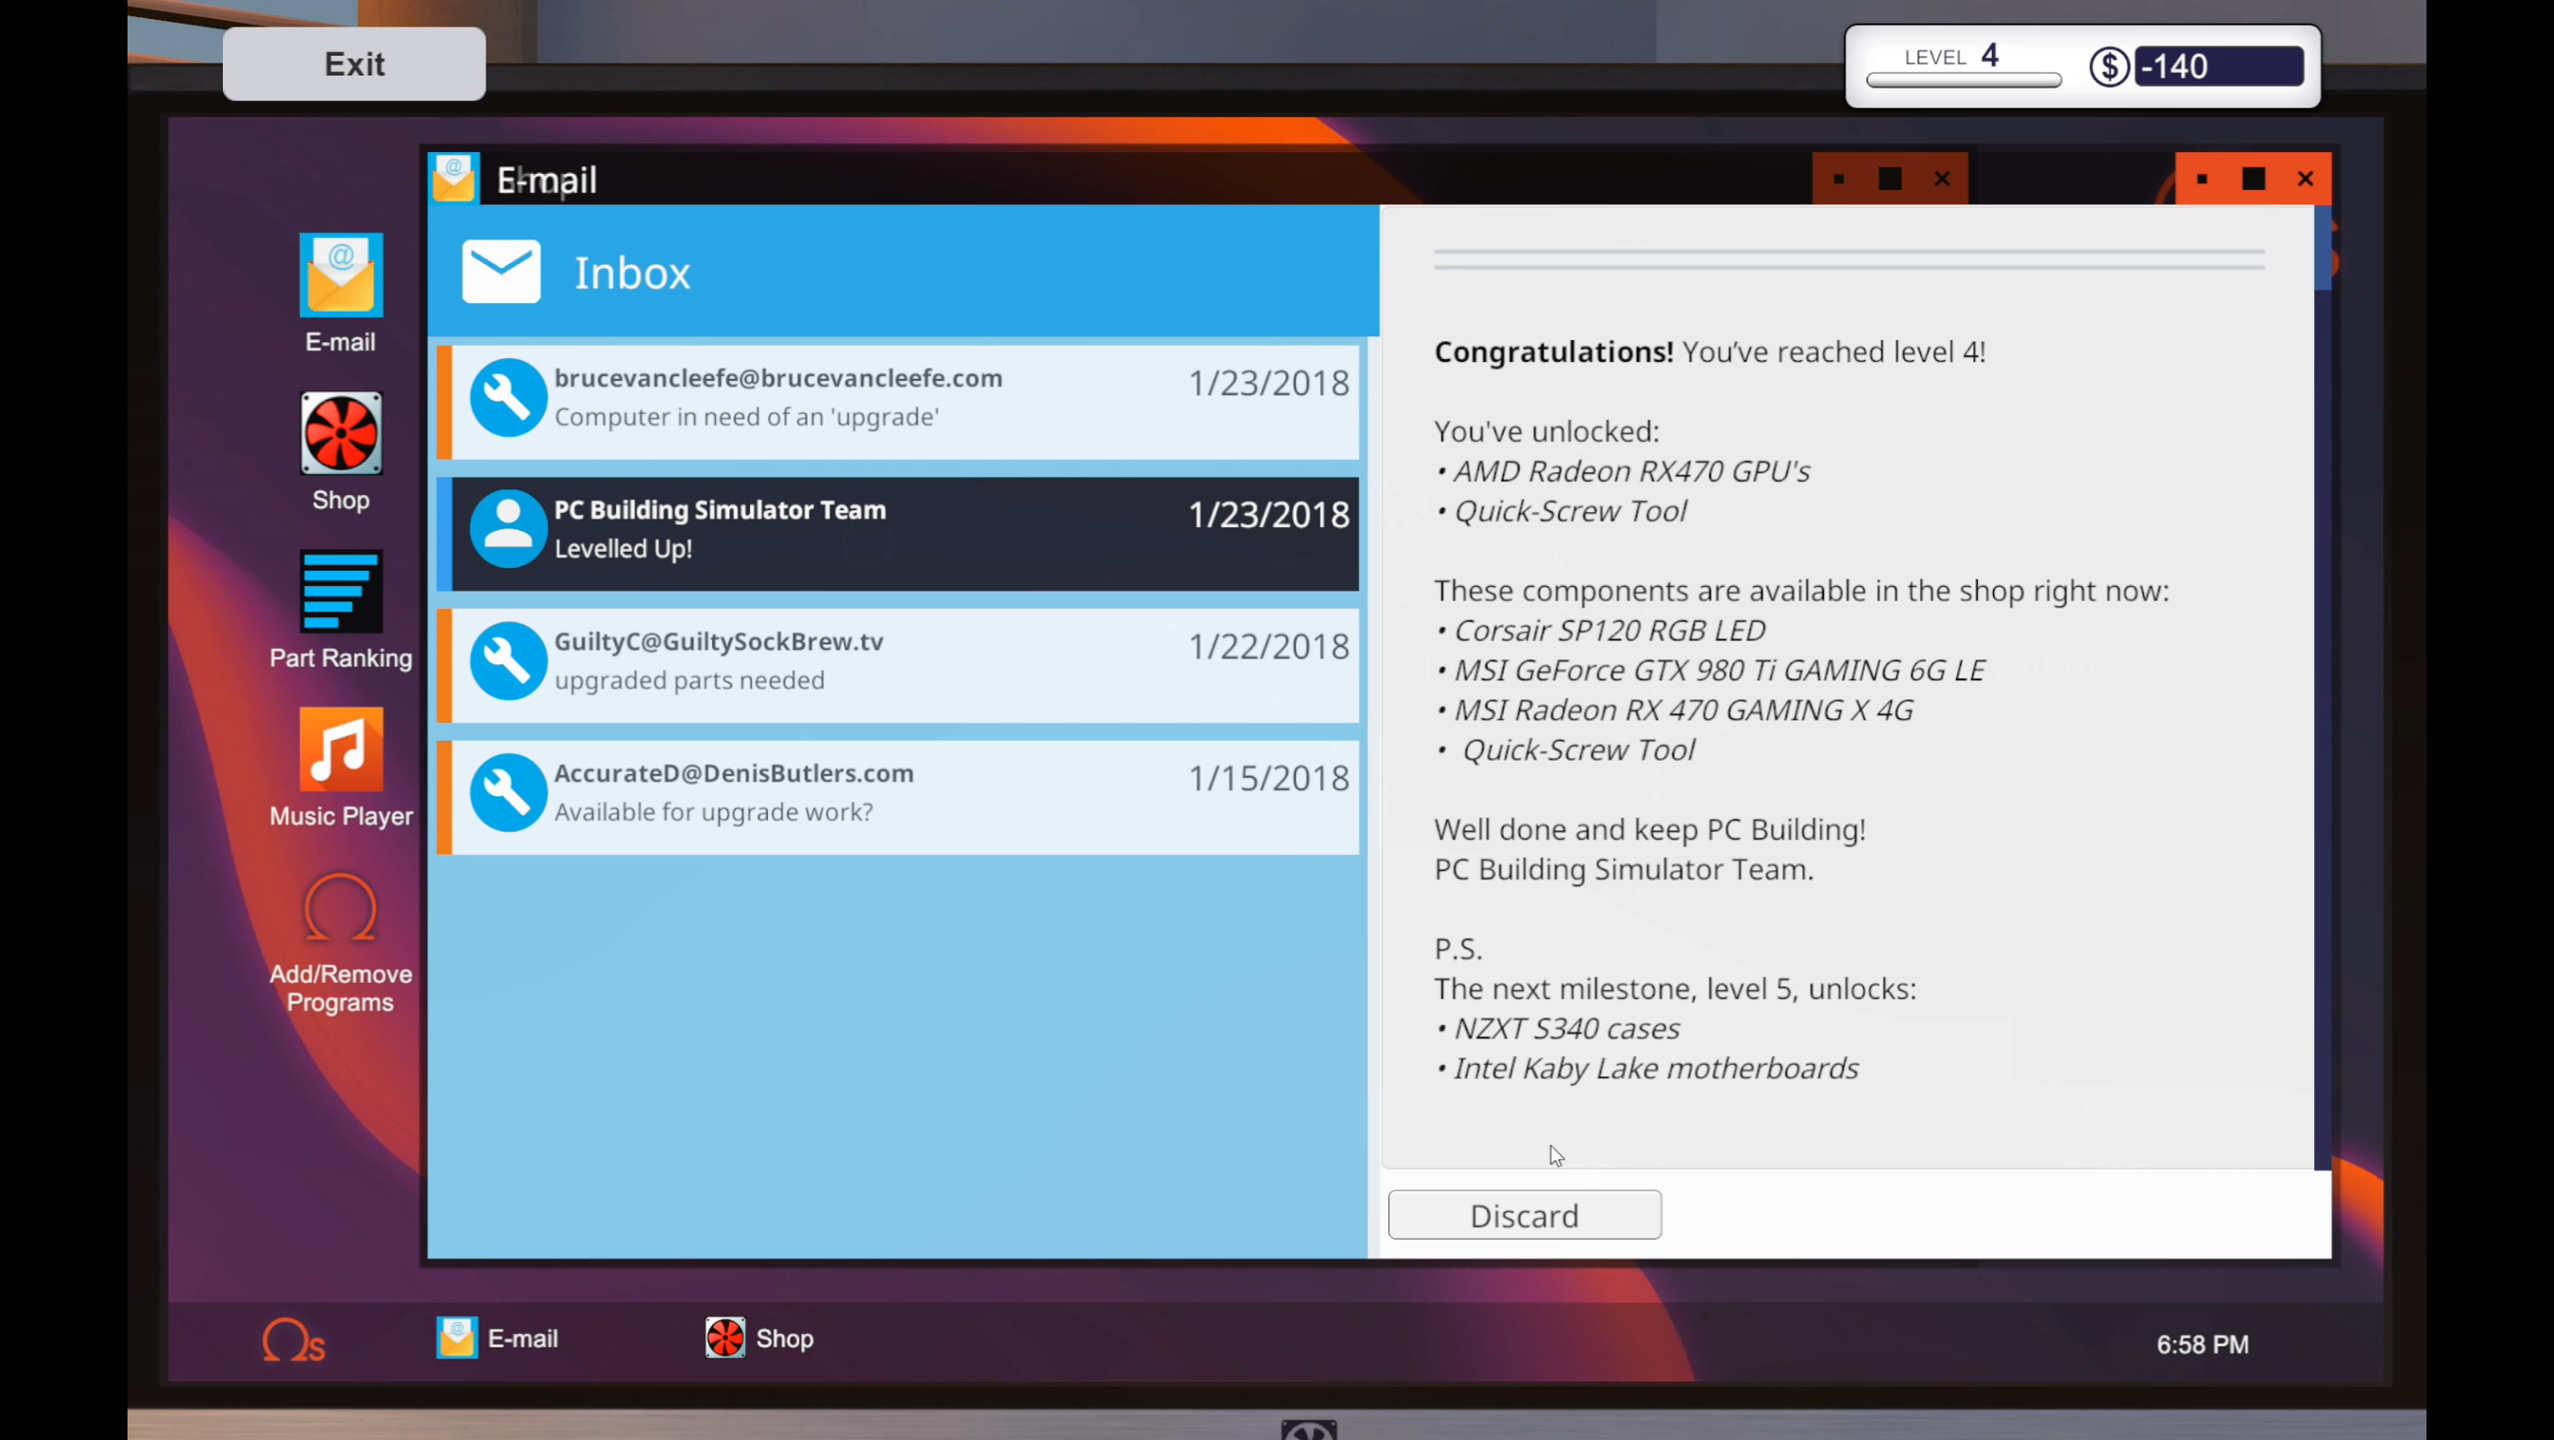 Exit
LEVEL 4
$ -140
E-mail
E-mail
Shop
Part Ranking
Music Player
Add/Remove
Programs
Inbox
brucevancleefe@brucevancleefe.com
1/23/2018
Computer in need of an 'upgrade'
PC Building Simulator Team
1/23/2018
Levelled Up!
GuiltyC@GuiltySockBrew.tv
1/22/2018
upgraded parts needed
AccurateD@DenisButlers.com
1/15/2018
Available for upgrade work?
Congratulations! You've reached level 4!
You've unlocked:
• AMD Radeon RX470 GPU's
• Quick-Screw Tool
These components are available in the shop right now:
• Corsair SP120 RGB LED
• MSI GeForce GTX 980 Ti GAMING 6G LE
• MSI Radeon RX 470 GAMING X 4G
• Quick-Screw Tool
Well done and keep PC Building!
PC Building Simulator Team.
P.S.
The next milestone, level 5, unlocks:
• NZXT S340 cases
• Intel Kaby Lake motherboards
Discard
Ωs
E-mail
Shop
6:58 PM